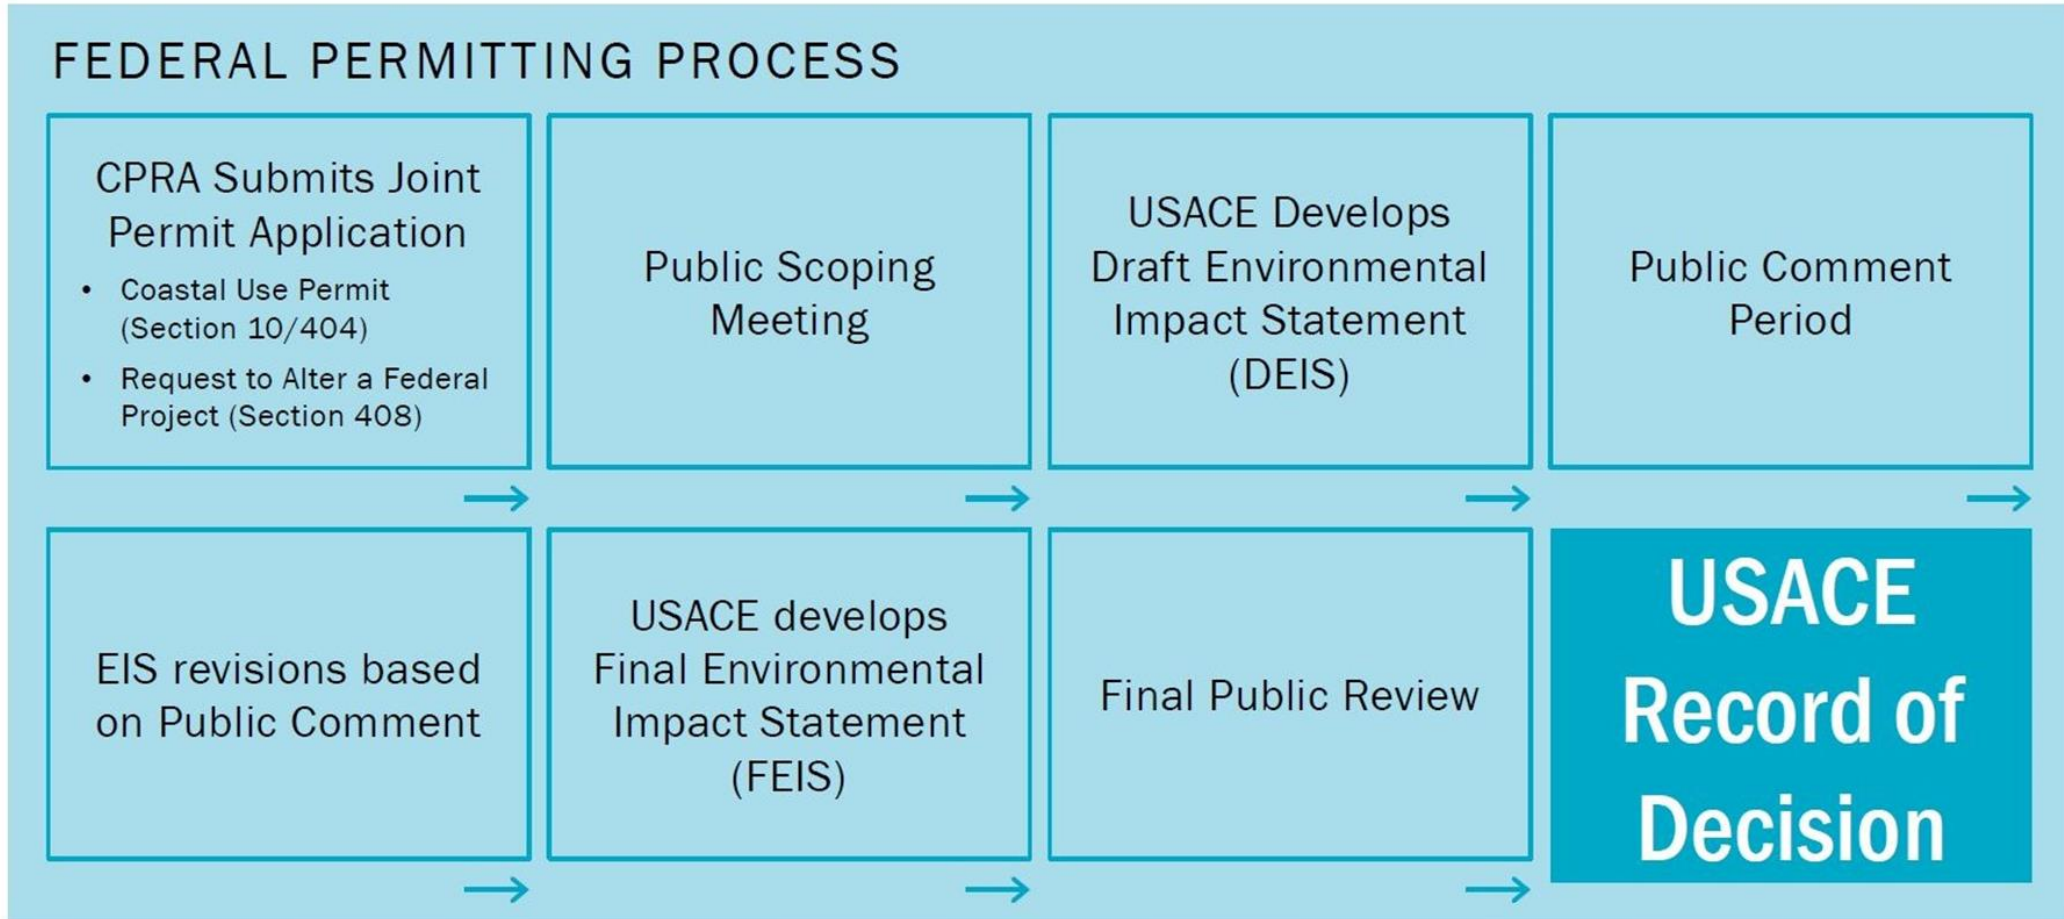 FEDERAL PERMITTING PROCESS
CPRA Submits Joint
Permit Application
• Coastal Use Permit
(Section 10/404)
• Request to Alter a Federal
Project (Section 408)
Public Scoping
Meeting
USACE Develops
Draft Environmental
Impact Statement
(DEIS)
Public Comment
Period
EIS revisions based
on Public Comment
USACE develops
Final Environmental
Impact Statement
(FEIS)
Final Public Review
USACE
Record of
Decision